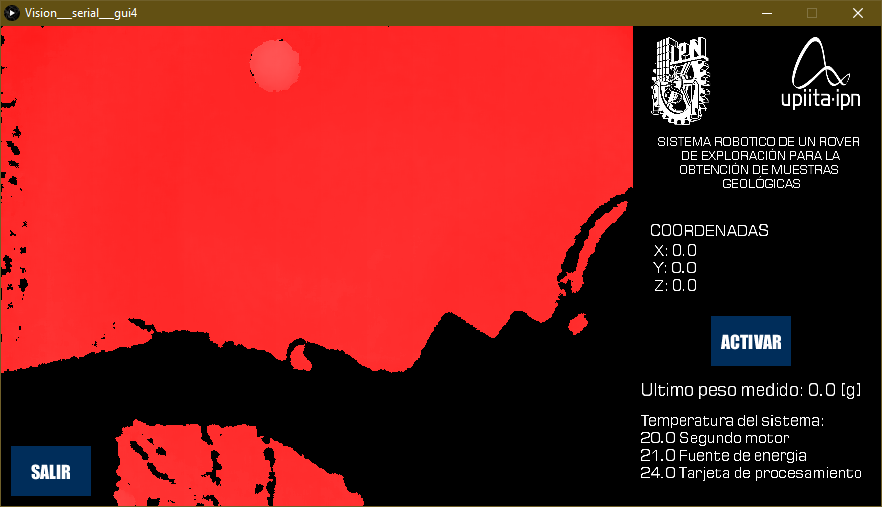 Vision___serial___gui4
IPN
upiita·ipn
SISTEMA ROBOTICO DE UN ROVER
DE EXPLORACIÓN PARA LA
OBTENCIÓN DE MUESTRAS
GEOLÓGICAS
COORDENADAS
X: 0.0
Y: 0.0
Z: 0.0
ACTIVAR
Ultimo peso medido: 0.0 [g]
Temperatura del sistema:
20.0 Segundo motor
21.0 Fuente de energia
24.0 Tarjeta de procesamiento
SALIR